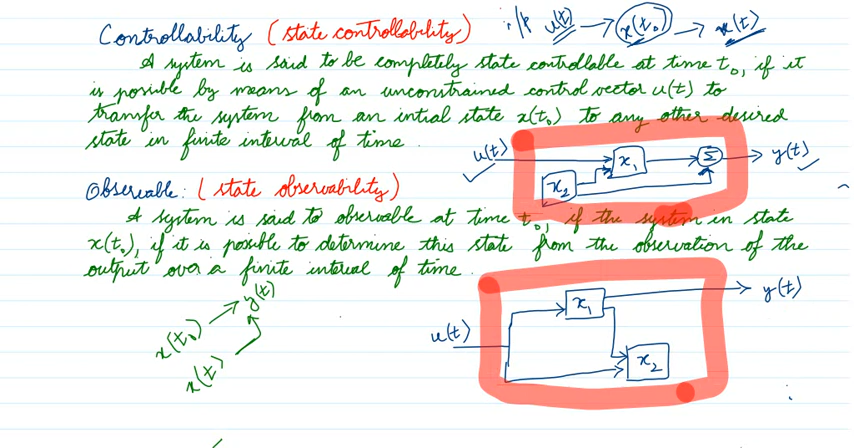 i/p u(t) → x(t₀) → x(t)
Controllability (state controllability)
A system is said to be completely state controllable at time t₀, if it
is posible by means of an unconstrained control vector u(t) to
transfer the system from an intial state x(t₀) to any other desired
state in finite interval of time.
u(t) x₁ Σ y(t)
x₂
Obsereable: (state observability)
A system is said to observable at time t₀, if the system in state
x(t₀), if it is posible to determine this state from the observation of the
output over a finite interval of time.
x(t₀) → y(t)
x(t)
x₁ y(t)
u(t)
x₂